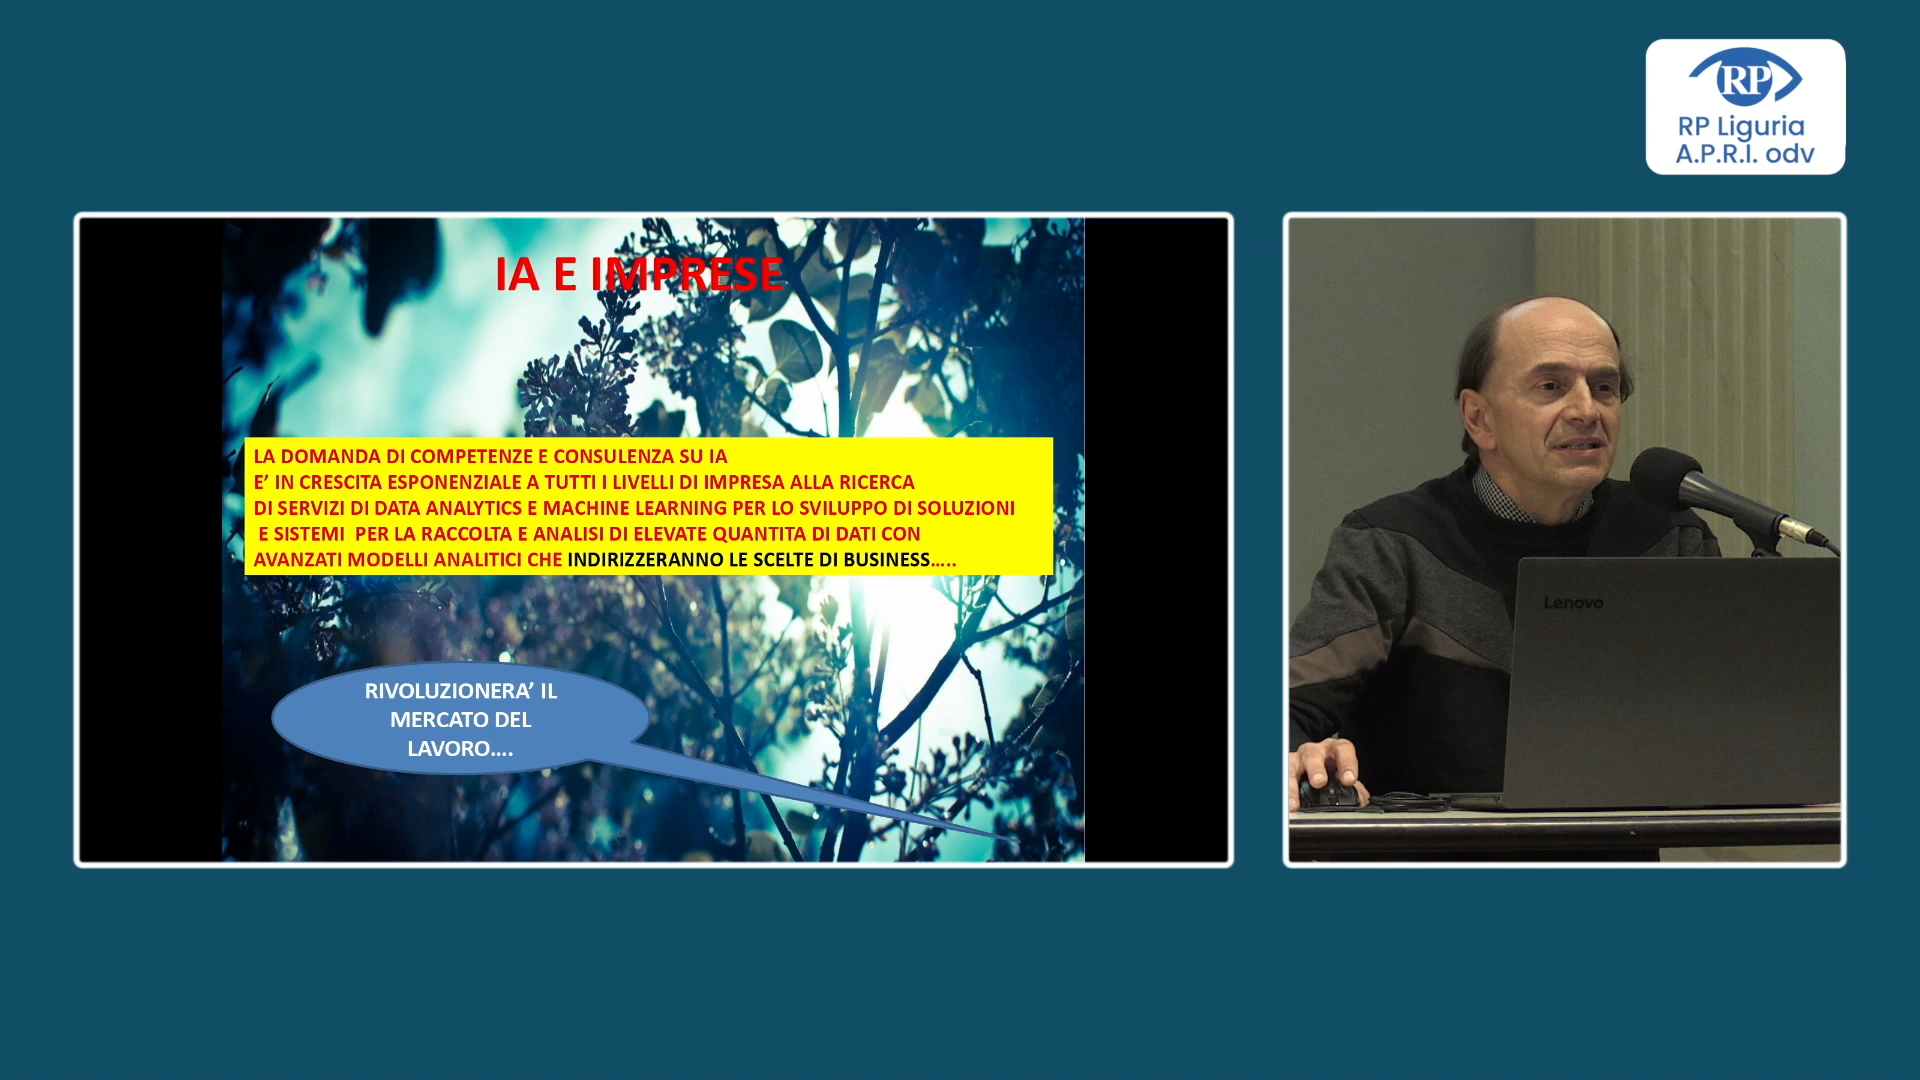 RP
RP Liguria
A.P.R.I. odv
IA E IMPRESE
LA DOMANDA DI COMPETENZE E CONSULENZA SU IA
E’ IN CRESCITA ESPONENZIALE A TUTTI I LIVELLI DI IMPRESA ALLA RICERCA
DI SERVIZI DI DATA ANALYTICS E MACHINE LEARNING PER LO SVILUPPO DI SOLUZIONI
E SISTEMI PER LA RACCOLTA E ANALISI DI ELEVATE QUANTITA DI DATI CON
AVANZATI MODELLI ANALITICI CHE INDIRIZZERANNO LE SCELTE DI BUSINESS…..
RIVOLUZIONERA’ IL
MERCATO DEL
LAVORO….
Lenovo